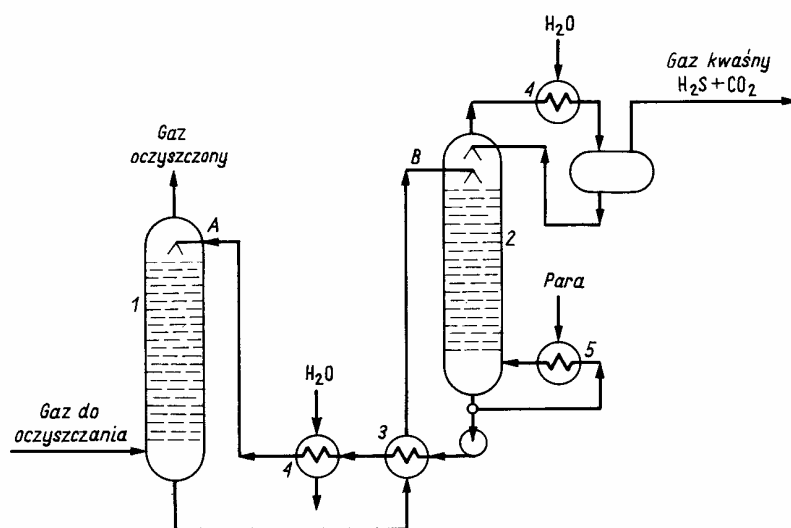 H₂O
Gaz kwaśny
H₂S+CO₂
4
Gaz
oczyszczony
B
A
2
1
Para
5
H₂O
Gaz do
oczyszczania
3
4